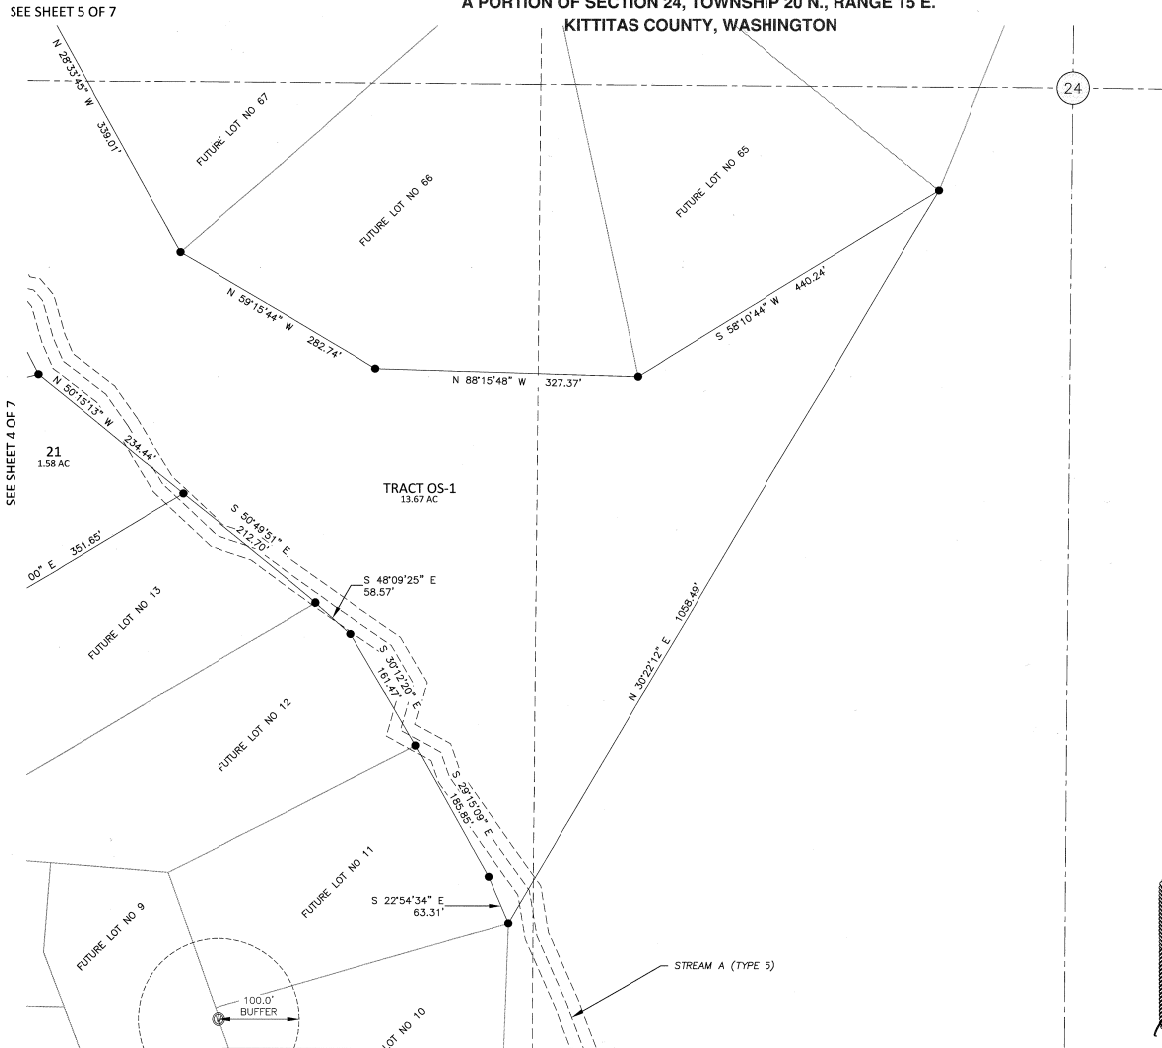 SEE SHEET 5 OF 7
A PORTION OF SECTION 24, TOWNSHIP 20 N., RANGE 15 E.
KITTITAS COUNTY, WASHINGTON
N 28°33'45" W 339.01'
24
FUTURE LOT NO 67
FUTURE LOT NO 66
FUTURE LOT NO 65
N 59°15'44" W 282.74'
N 88°15'48" W 327.37'
S 58°10'44" W 440.24'
N 50°15'13" W 234.44'
SEE SHEET 4 OF 7
21
1.58 AC
TRACT OS-1
13.67 AC
S 50°49'51" E
212.70'
00" E 351.65'
S 48°09'25" E
58.57'
FUTURE LOT NO 13
N 30°22'12" E 1058.49'
S 30°12'20" E
161.47'
FUTURE LOT NO 12
S 29°15'09" E
185.85'
FUTURE LOT NO 11
S 22°54'34" E
63.31'
FUTURE LOT NO 9
STREAM A (TYPE 5)
100.0'
BUFFER
LOT NO 10